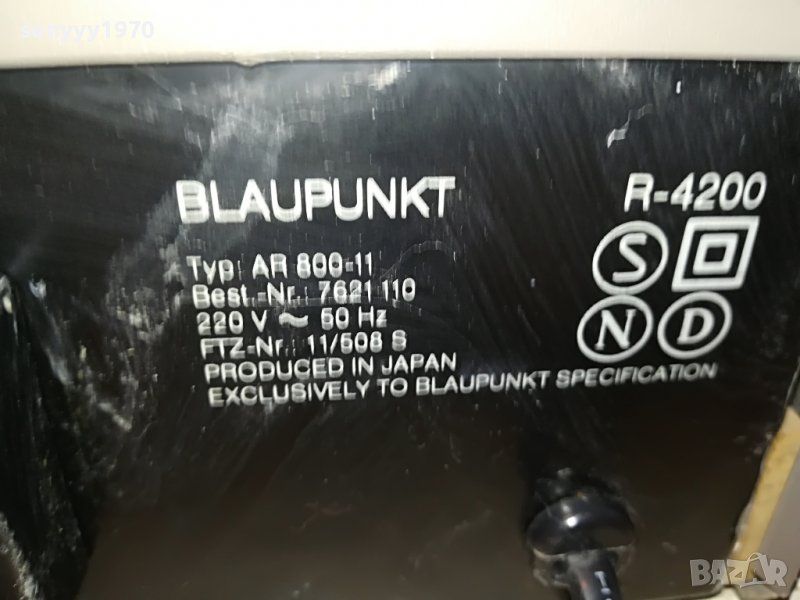 sanyyy1970
BLAUPUNKT R-4200
Typ: AR 800-11
Best.-Nr.: 7621 110
220 V ~ 50 Hz
FTZ-Nr.: 11/508 S
PRODUCED IN JAPAN
EXCLUSIVELY TO BLAUPUNKT SPECIFICATION
S
N D
BAZAR